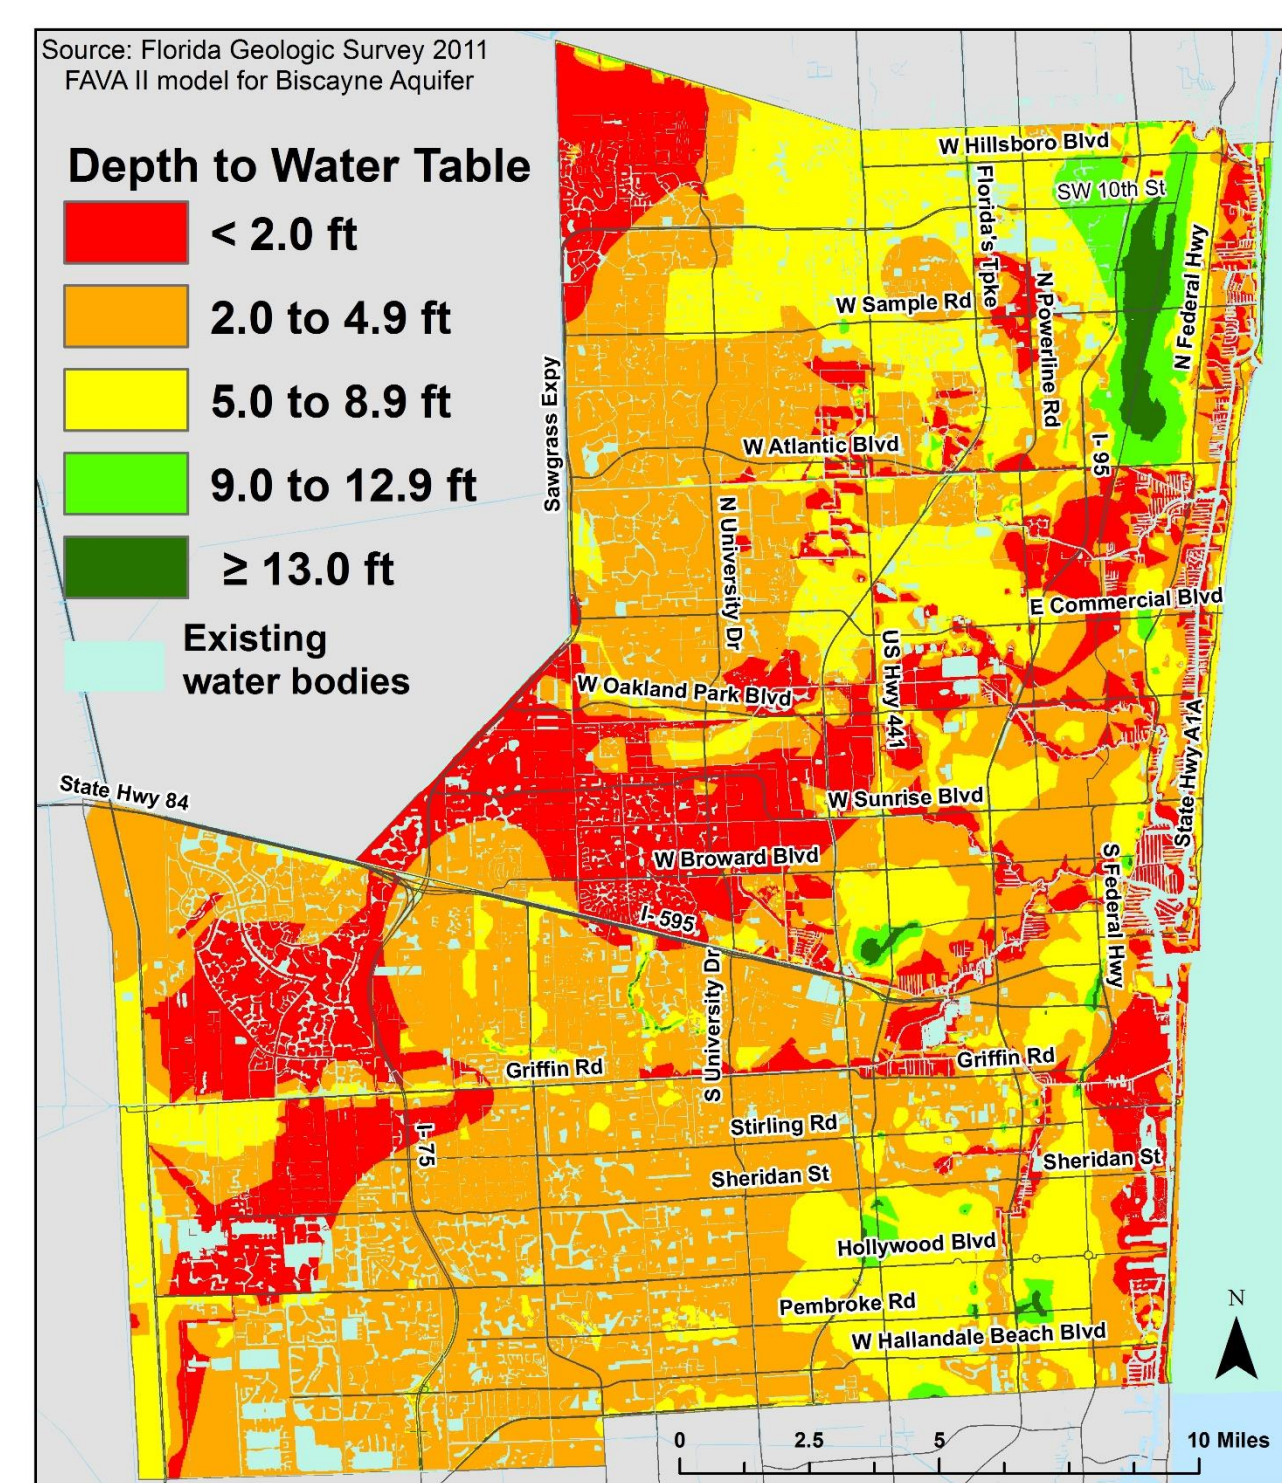 Source: Florida Geologic Survey 2011
FAVA II model for Biscayne Aquifer
Depth to Water Table
< 2.0 ft
2.0 to 4.9 ft
5.0 to 8.9 ft
9.0 to 12.9 ft
≥ 13.0 ft
Existing
water bodies
W Hillsboro Blvd
SW 10th St
Florida's Tpke
N Federal Hwy
N Powerline Rd
W Sample Rd
Sawgrass Expy
W Atlantic Blvd
I- 95
N University Dr
E Commercial Blvd
US Hwy 441
W Oakland Park Blvd
State Hwy A1A
State Hwy 84
W Sunrise Blvd
W Broward Blvd
S Federal Hwy
I- 595
S University Dr
Griffin Rd
Griffin Rd
I- 75
Stirling Rd
Sheridan St
Sheridan St
Hollywood Blvd
Pembroke Rd
W Hallandale Beach Blvd
N
0 2.5 5 10 Miles